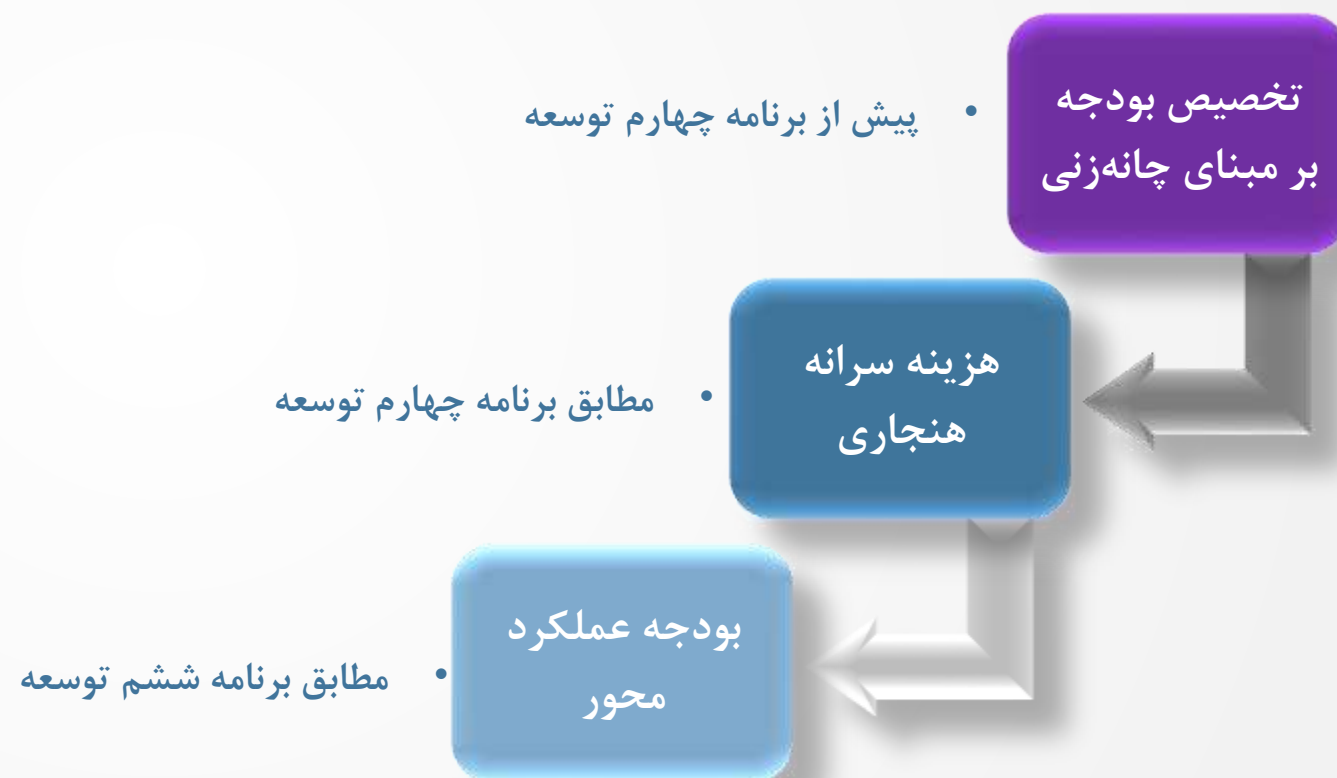 تخصیص بودجه
بر مبنای چانه‌زنی
• پیش از برنامه چهارم توسعه
هزینه سرانه
هنجاری
• مطابق برنامه چهارم توسعه
بودجه عملکرد
محور
• مطابق برنامه ششم توسعه